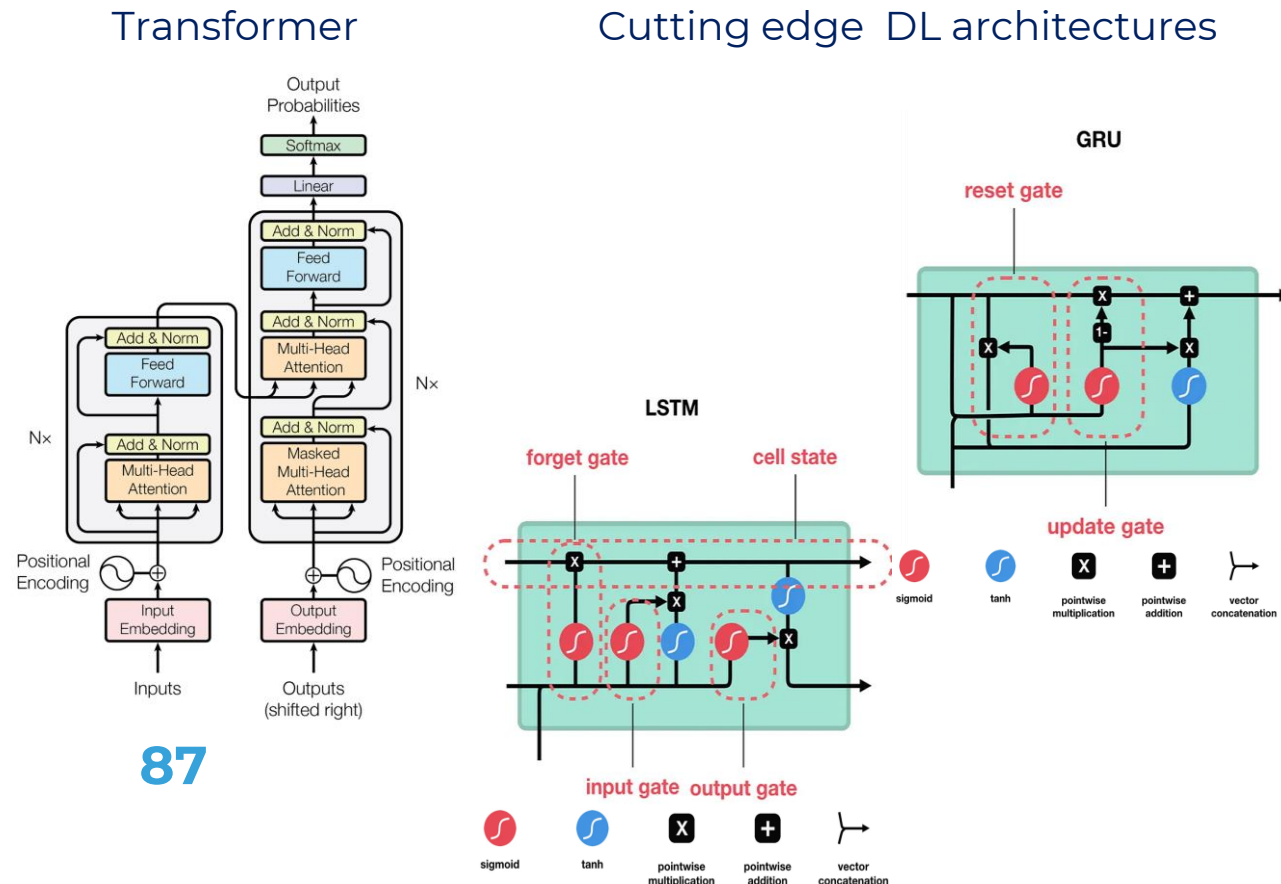 Transformer
Cutting edge DL architectures
Output
Probabilities
Softmax
Linear
Add & Norm
Feed
Forward
Add & Norm
Multi-Head
Attention
Nx
Add & Norm
Masked
Multi-Head
Attention
Add & Norm
Feed
Forward
Nx
Add & Norm
Multi-Head
Attention
Positional
Encoding
Positional
Encoding
Input
Embedding
Output
Embedding
Inputs
Outputs
(shifted right)
87
LSTM
forget gate
cell state
x
+
x
x
input gate
output gate
sigmoid
tanh
x
pointwise
multiplication
+
pointwise
addition
vector
concatenation
GRU
reset gate
x
+
1-
x
x
update gate
sigmoid
tanh
x
pointwise
multiplication
+
pointwise
addition
vector
concatenation